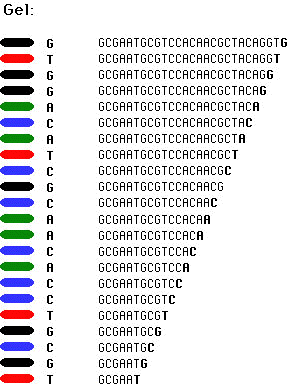 Gel:
G GCGAATGCGTCCACAACGCTACAGGTG
T GCGAATGCGTCCACAACGCTACAGGT
G GCGAATGCGTCCACAACGCTACAGG
G GCGAATGCGTCCACAACGCTACAG
A GCGAATGCGTCCACAACGCTACA
C GCGAATGCGTCCACAACGCTAC
A GCGAATGCGTCCACAACGCTA
T GCGAATGCGTCCACAACGCT
C GCGAATGCGTCCACAACGC
G GCGAATGCGTCCACAACG
C GCGAATGCGTCCACAAC
A GCGAATGCGTCCACAA
A GCGAATGCGTCCACA
C GCGAATGCGTCCAC
A GCGAATGCGTCCA
C GCGAATGCGTCC
C GCGAATGCGTC
T GCGAATGCGT
G GCGAATGCG
C GCGAATGC
G GCGAATG
T GCGAAT